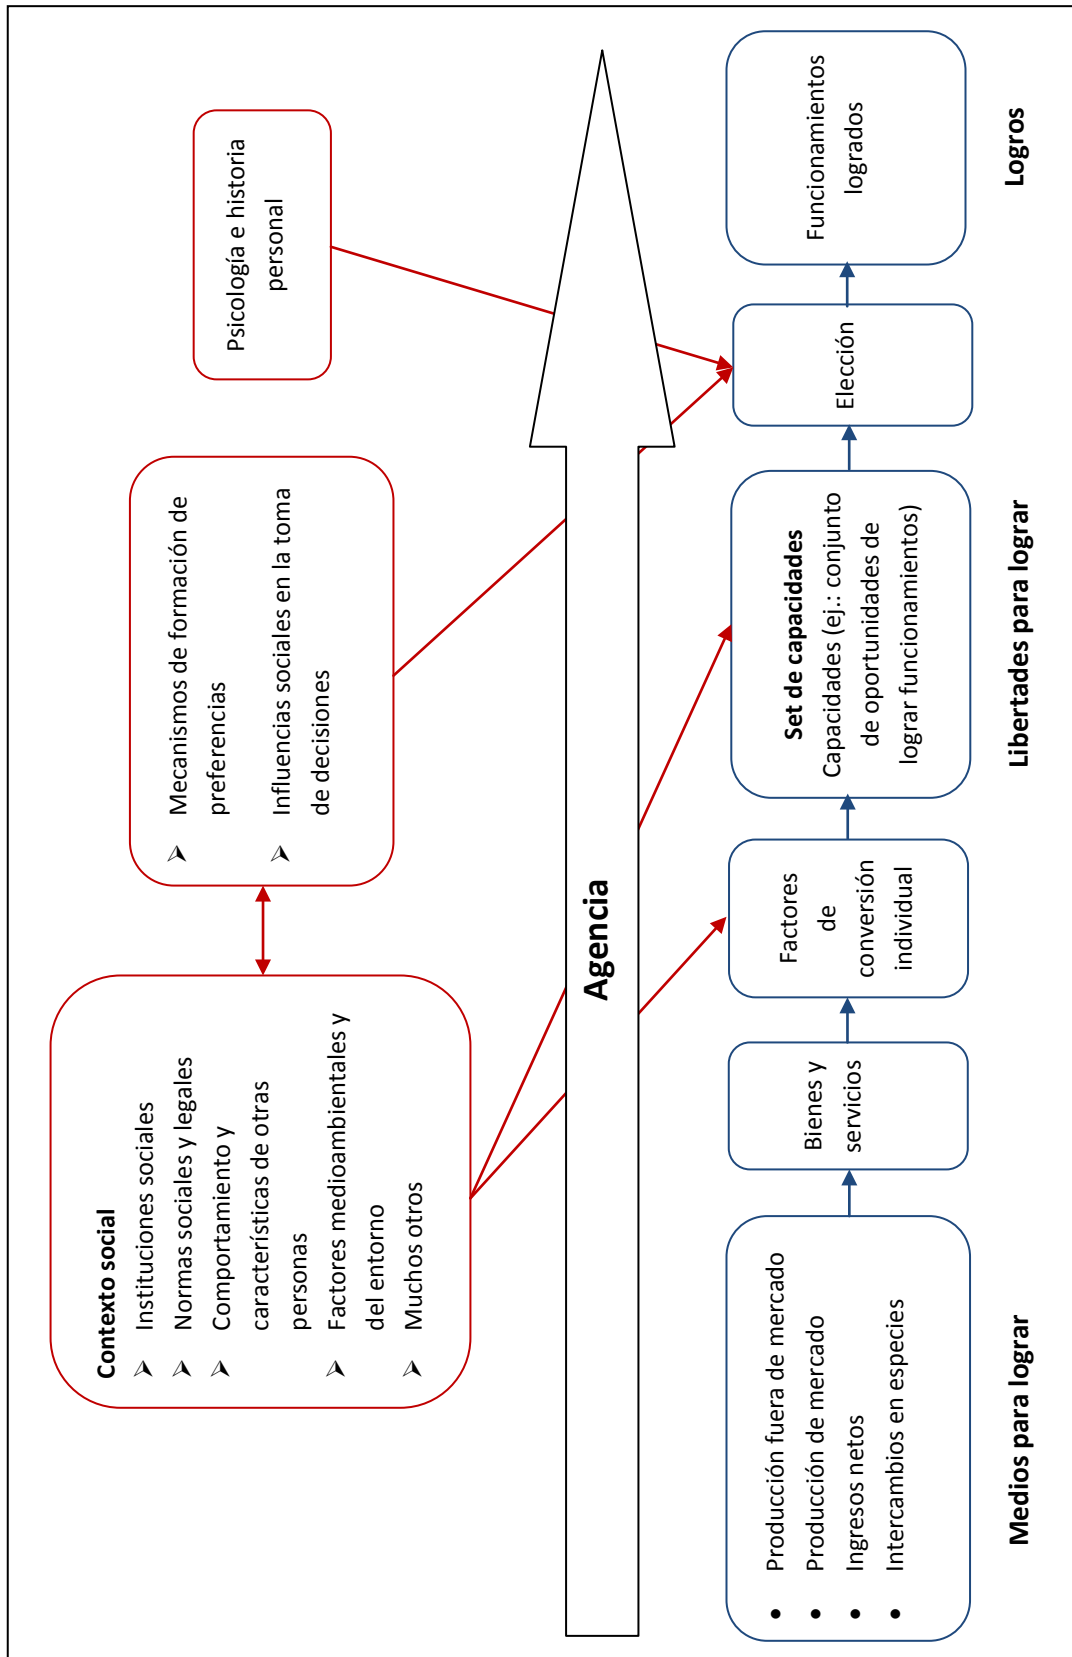 Contexto social
Instituciones sociales
Normas sociales y legales
Comportamiento y
características de otras
personas
Factores medioambientales y
del entorno
Muchos otros
Mecanismos de formación de
preferencias
Influencias sociales en la toma
de decisiones
Psicología e historia
personal
Agencia
Producción fuera de mercado
Producción de mercado
Ingresos netos
Intercambios en especies
Bienes y
servicios
Factores
de
conversión
individual
Set de capacidades
Capacidades (ej.: conjunto
de oportunidades de
lograr funcionamientos)
Elección
Funcionamientos
logrados
Medios para lograr
Libertades para lograr
Logros